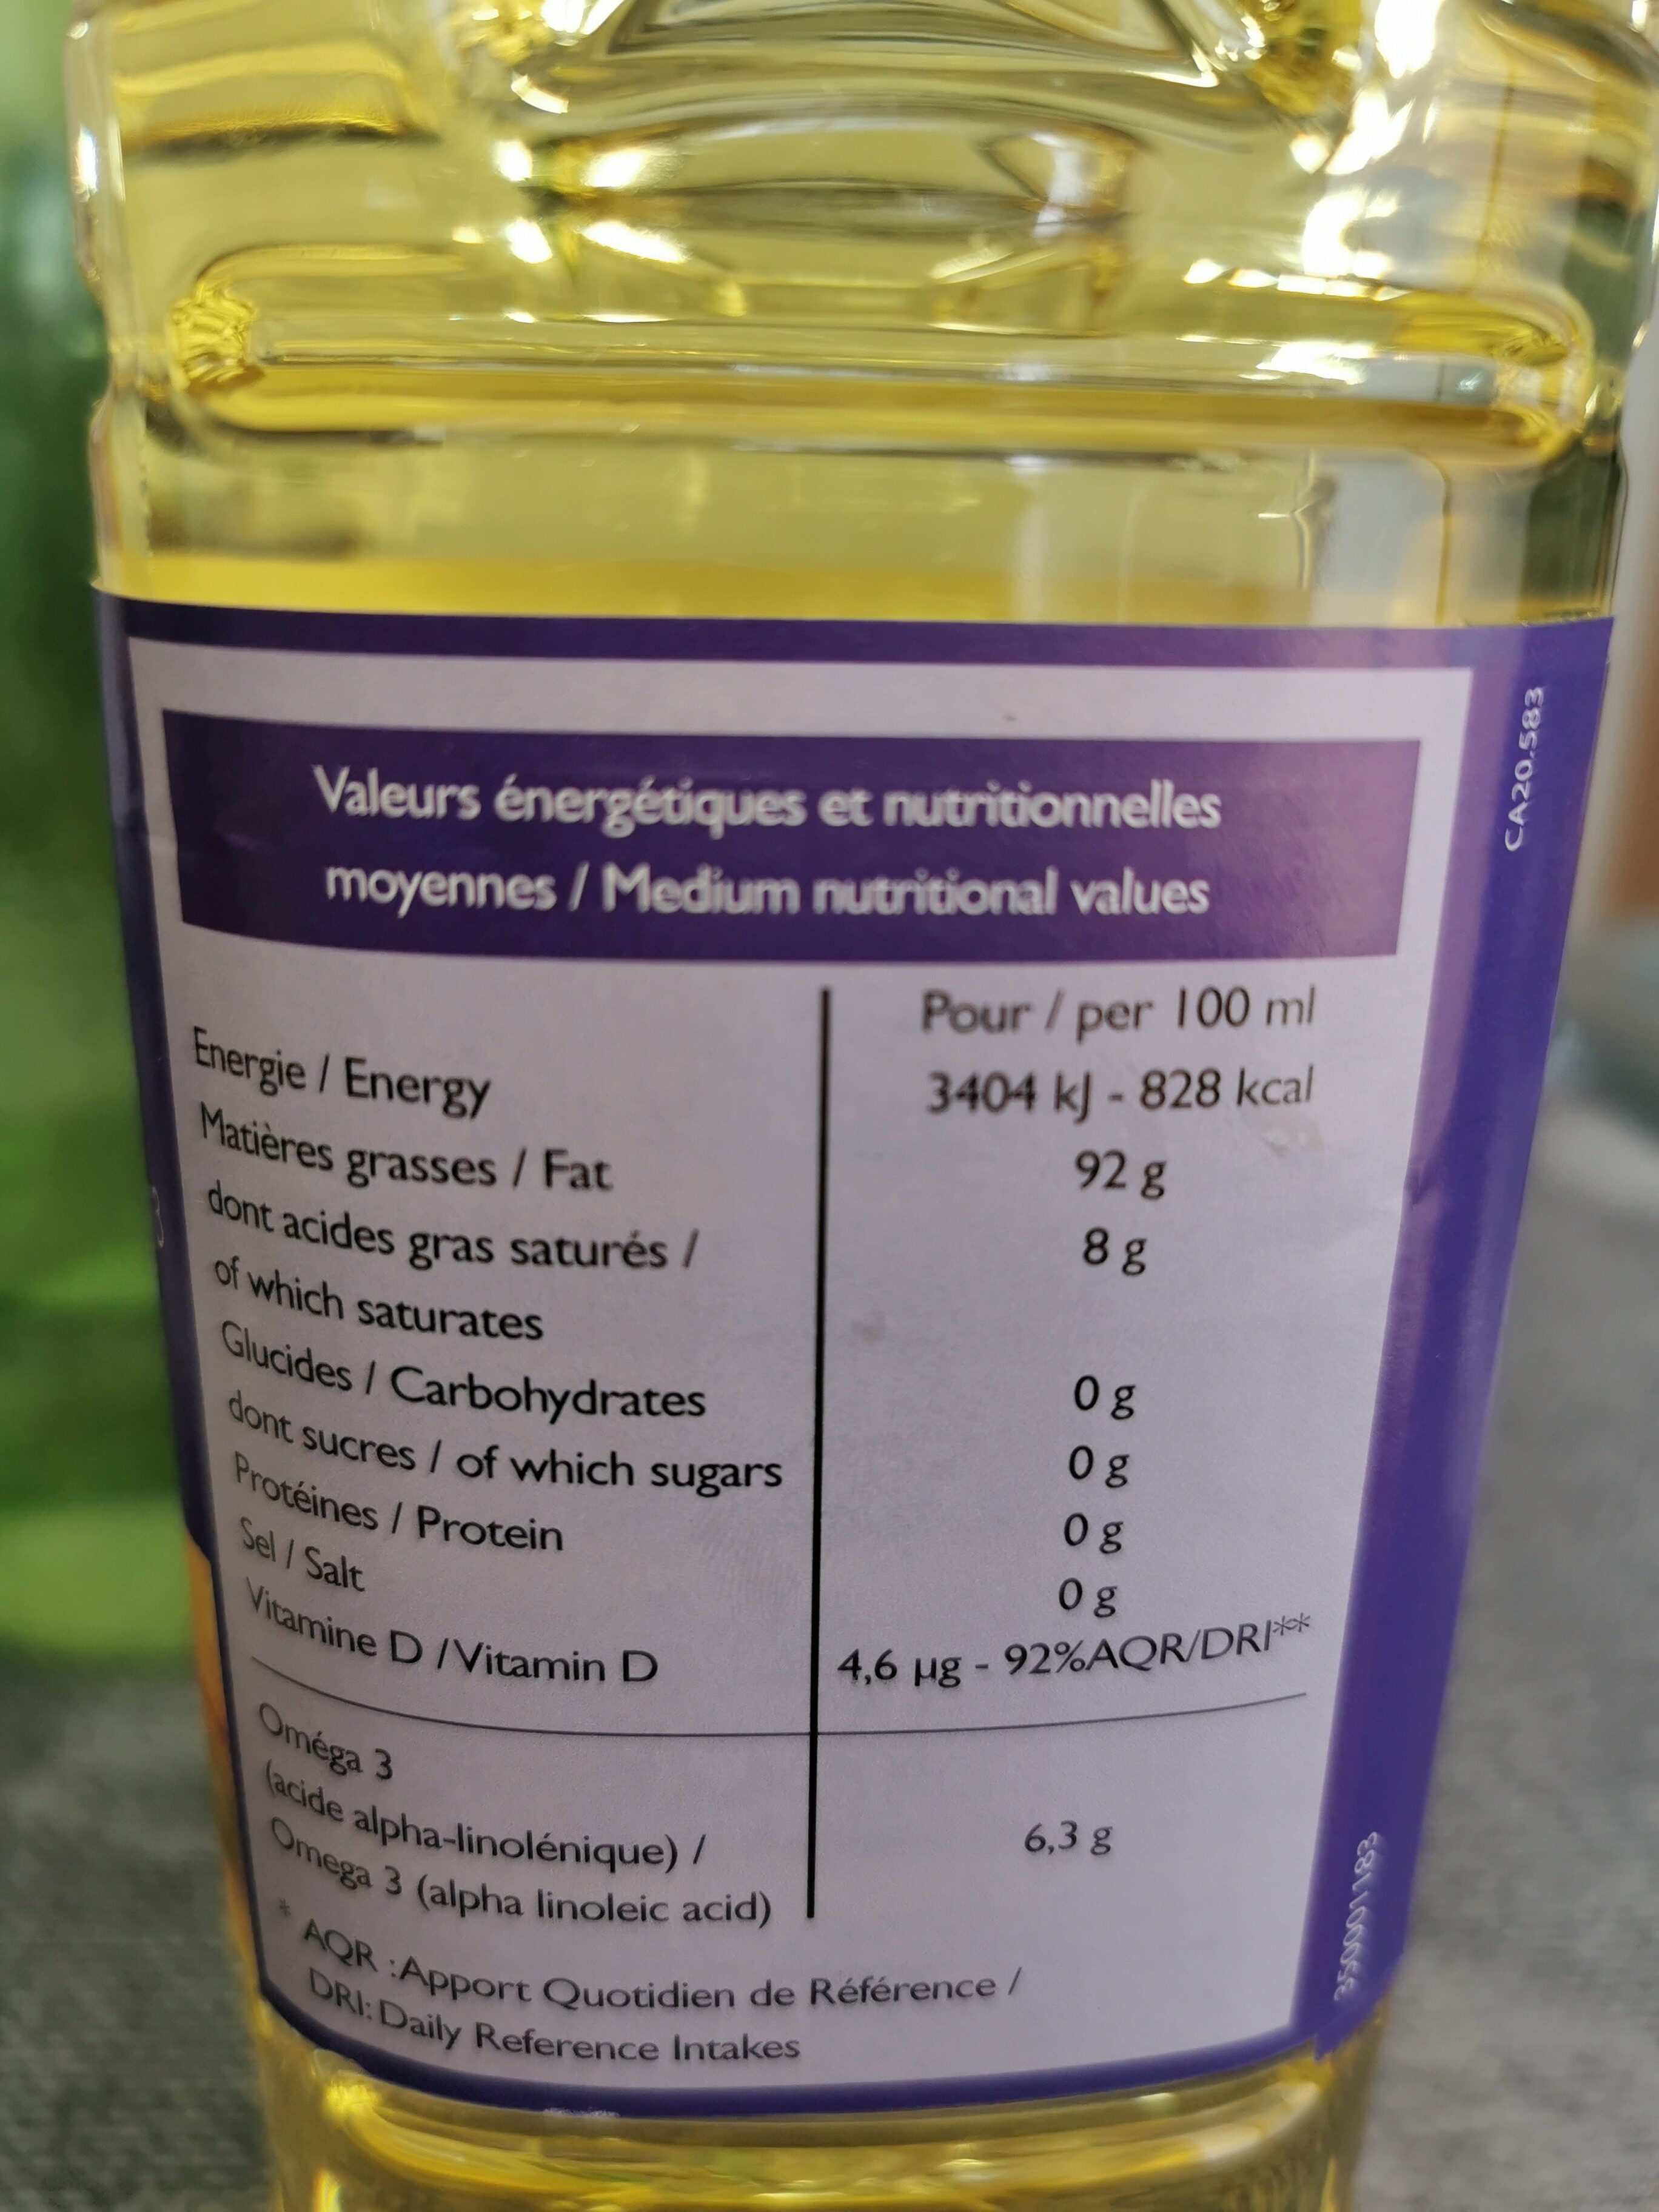 CA20.583
Valeurs énergétiques et nutritionnelles
moyennes / Medium nutritional values
Pour / per 100 ml
Energie / Energy 3404 kJ - 828 kcal
Matières grasses / Fat 92 g
dont acides gras saturés / 8 g
of which saturates
Glucides / Carbohydrates 0 g
dont sucres / of which sugars 0 g
Protéines / Protein 0 g
Sel / Salt 0 g
Vitamine D / Vitamin D 4,6 µg - 92%AQR/DRI**
Oméga 3
(acide alpha-linolénique) / 6,3 g
Omega 3 (alpha linoleic acid)
* AQR : Apport Quotidien de Référence /
DRI: Daily Reference Intakes
350001183